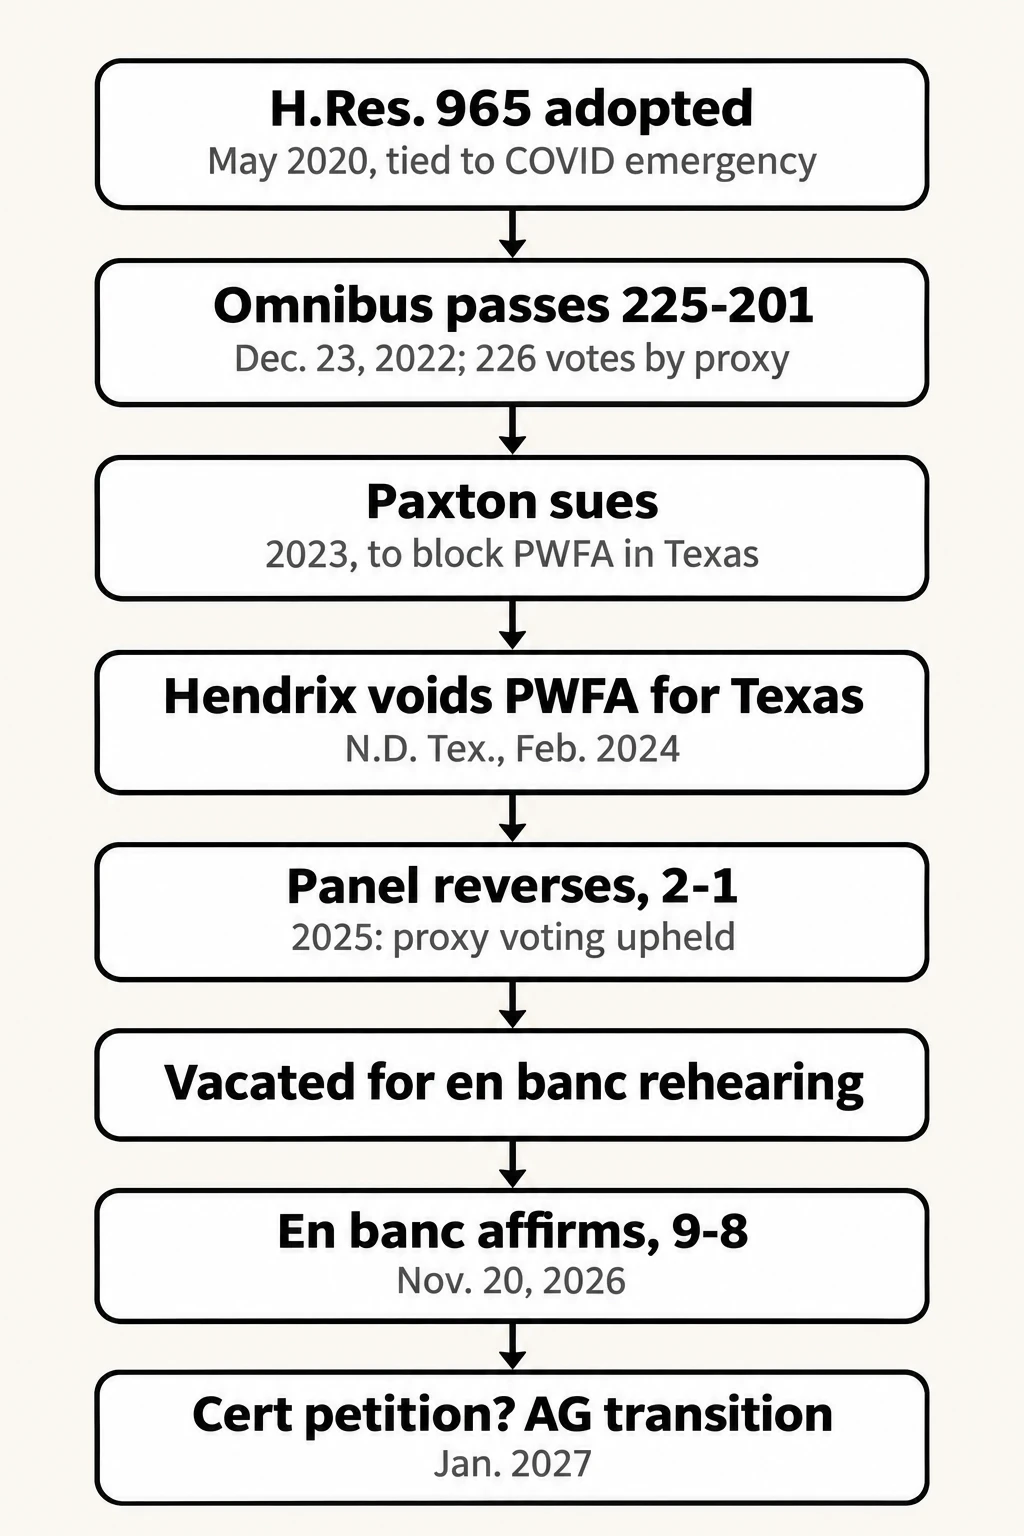 H.Res. 965 adopted
May 2020, tied to COVID emergency
Omnibus passes 225-201
Dec. 23, 2022; 226 votes by proxy
Paxton sues
2023, to block PWFA in Texas
Hendrix voids PWFA for Texas
N.D. Tex., Feb. 2024
Panel reverses, 2-1
2025: proxy voting upheld
Vacated for en banc rehearing
En banc affirms, 9-8
Nov. 20, 2026
Cert petition? AG transition
Jan. 2027